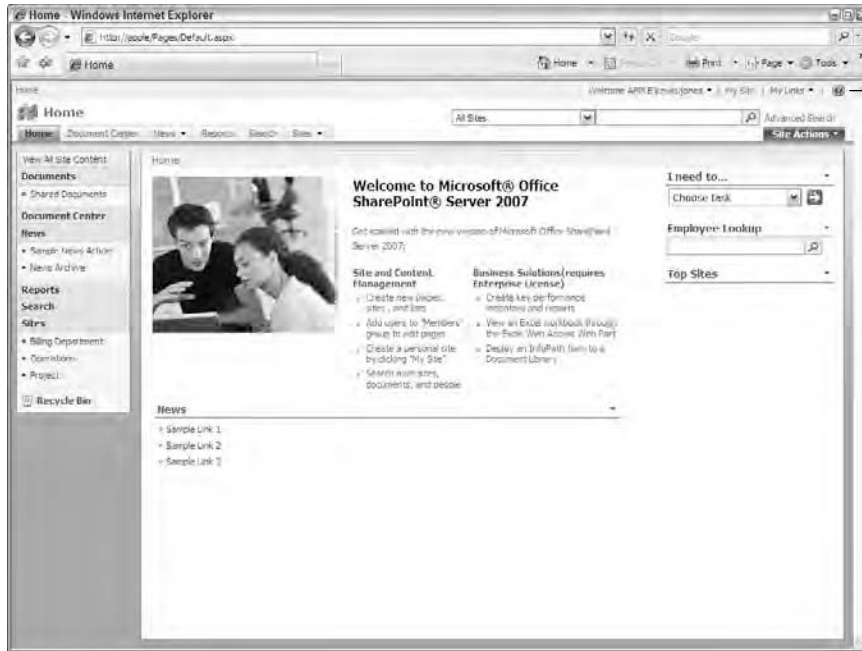 Home - Windows Internet Explorer
http://apple/Pages/Default.aspx
Google
Home
Home Print Page Tools
Home
Welcome My Site My Links
Home
All Sites
Advanced Search
Home Document Center News Reports Search Sites
Site Actions
View All Site Content
Documents
Shared Documents
Document Center
News
Sample News Article
News Archive
Reports
Search
Sites
Billing Department
Operations
Project
Recycle Bin
Home
Welcome to Microsoft® Office
SharePoint® Server 2007
Get started with the new version of Microsoft Office SharePoint
Server 2007:
Site and Content
Management
Create new pages,
sites, and lists
Add users to "Members"
group to edit pages
Create a personal site
by clicking "My Site"
Search work sites,
documents, and people
Business Solutions(requires
Enterprise License)
Create key performance
indicators and reports
View an Excel workbook through
the Excel Web Access Web Part
Deploy an InfoPath form to a
Document Library
News
Sample Link 1
Sample Link 2
Sample Link 3
I need to...
Choose task
Employee Lookup
Top Sites